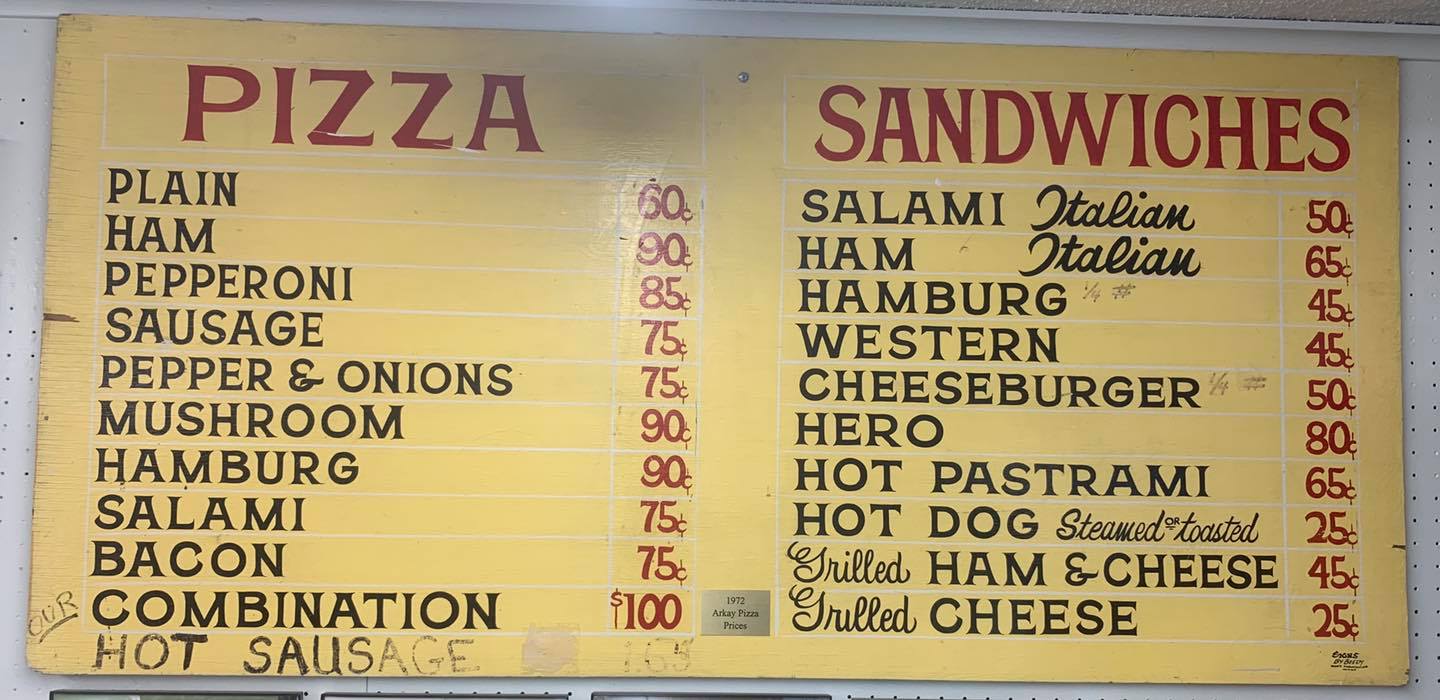 PIZZA
PLAIN 60¢
HAM 90¢
PEPPERONI 85¢
SAUSAGE 75¢
PEPPER & ONIONS 75¢
MUSHROOM 90¢
HAMBURG 90¢
SALAMI 75¢
BACON 75¢
COMBINATION $100
OUR
HOT SAUSAGE
1972
Arkay Pizza
Prices
SANDWICHES
SALAMI Italian 50¢
HAM Italian 65¢
HAMBURG 1/4 # 45¢
WESTERN 45¢
CHEESEBURGER 1/4 # 50¢
HERO 80¢
HOT PASTRAMI 65¢
HOT DOG Steamed OR toasted 25¢
Grilled HAM & CHEESE 45¢
Grilled CHEESE 25¢
SIGNS
BY BEEDY